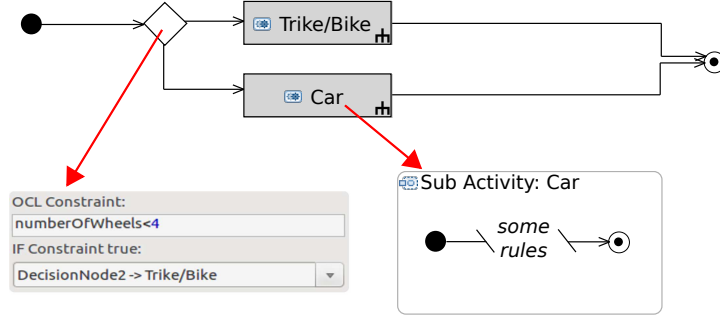 Trike/Bike
Car
OCL Constraint:
numberOfWheels<4
IF Constraint true:
DecisionNode2 -> Trike/Bike
Sub Activity: Car
some
rules